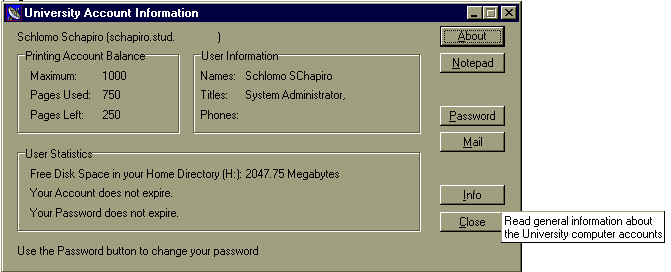 University Account Information
Schlomo Schapiro (schapiro.stud. )
About
Printing Account Balance
Maximum: 1000
Pages Used: 750
Pages Left: 250
User Information
Names: Schlomo SChapiro
Titles: System Administrator,
Phones:
Notepad
Password
Mail
User Statistics
Free Disk Space in your Home Directory (H:): 2047.75 Megabytes
Your Account does not expire.
Your Password does not expire.
Info
Close
Read general information about
the University computer accounts
Use the Password button to change your password